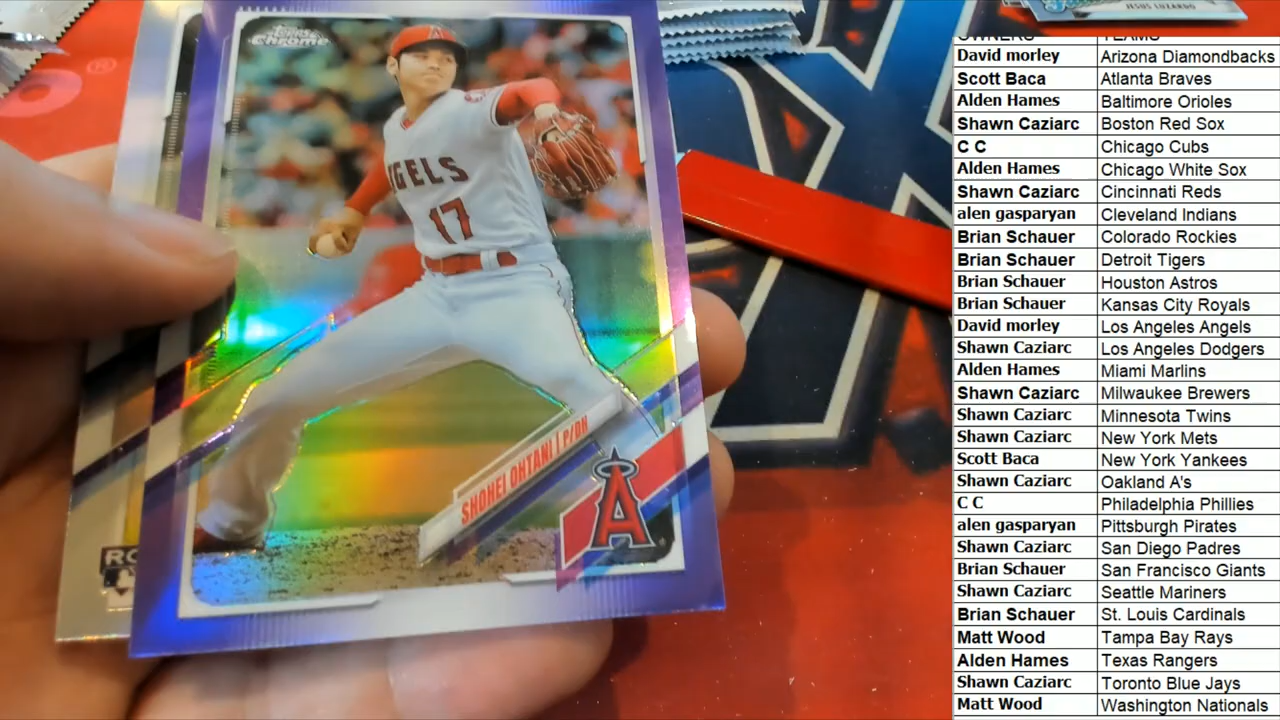 Topps
Chrome
ANGELS
17
SHOHEI OHTANI | P/DH
A
RO
JESUS LUZARDO
OWNERS TEAMS
David morley Arizona Diamondbacks
Scott Baca Atlanta Braves
Alden Hames Baltimore Orioles
Shawn Caziarc Boston Red Sox
C C Chicago Cubs
Alden Hames Chicago White Sox
Shawn Caziarc Cincinnati Reds
alen gasparyan Cleveland Indians
Brian Schauer Colorado Rockies
Brian Schauer Detroit Tigers
Brian Schauer Houston Astros
Brian Schauer Kansas City Royals
David morley Los Angeles Angels
Shawn Caziarc Los Angeles Dodgers
Alden Hames Miami Marlins
Shawn Caziarc Milwaukee Brewers
Shawn Caziarc Minnesota Twins
Shawn Caziarc New York Mets
Scott Baca New York Yankees
Shawn Caziarc Oakland A's
C C Philadelphia Phillies
alen gasparyan Pittsburgh Pirates
Shawn Caziarc San Diego Padres
Brian Schauer San Francisco Giants
Shawn Caziarc Seattle Mariners
Brian Schauer St. Louis Cardinals
Matt Wood Tampa Bay Rays
Alden Hames Texas Rangers
Shawn Caziarc Toronto Blue Jays
Matt Wood Washington Nationals